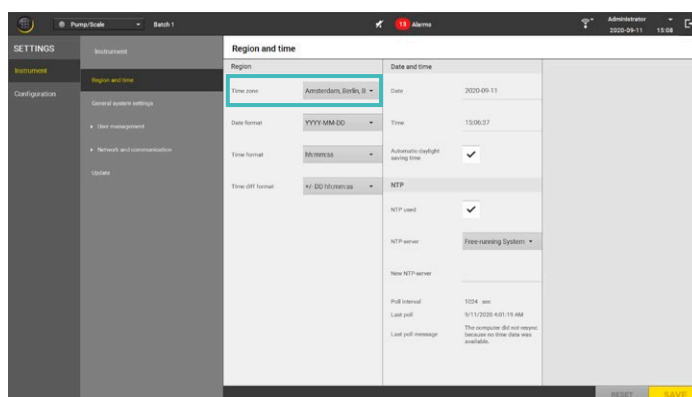 Pump/Scale
Batch 1
13 Alarms
Administrator
2020-09-11 15:08
SETTINGS
Instrument
Configuration
Instrument
Region and time
General system settings
User management
Network and communication
Update
Region and time
Region
Time zone
Amsterdam, Berlin, B
Date format
YYYY-MM-DD
Time format
hh:mm:ss
Time diff format
+/- DD hh:mm:ss
Date and time
Date
2020-09-11
Time
15:06:37
Automatic daylight
saving time
NTP
NTP used
NTP-server
Free-running System
New NTP-server
Poll interval
1024 sec
Last poll
9/11/2020 4:01:19 AM
Last poll message
The computer did not resync
because no time data was
available.
RESET
SAVE